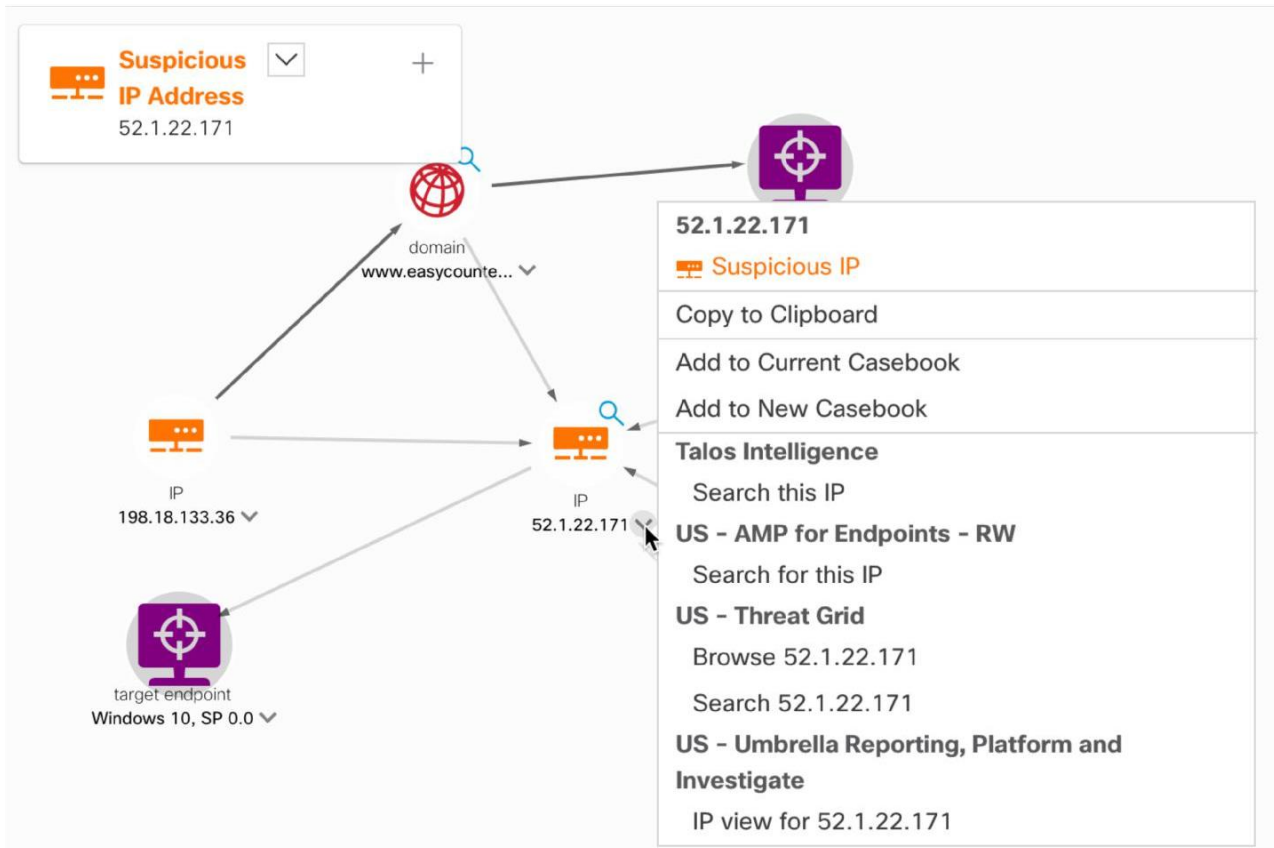 Suspicious
IP Address
52.1.22.171
domain
www.easycounte...
IP
198.18.133.36
IP
52.1.22.171
target endpoint
Windows 10, SP 0.0
52.1.22.171
Suspicious IP
Copy to Clipboard
Add to Current Casebook
Add to New Casebook
Talos Intelligence
Search this IP
US - AMP for Endpoints - RW
Search for this IP
US - Threat Grid
Browse 52.1.22.171
Search 52.1.22.171
US - Umbrella Reporting, Platform and
Investigate
IP view for 52.1.22.171